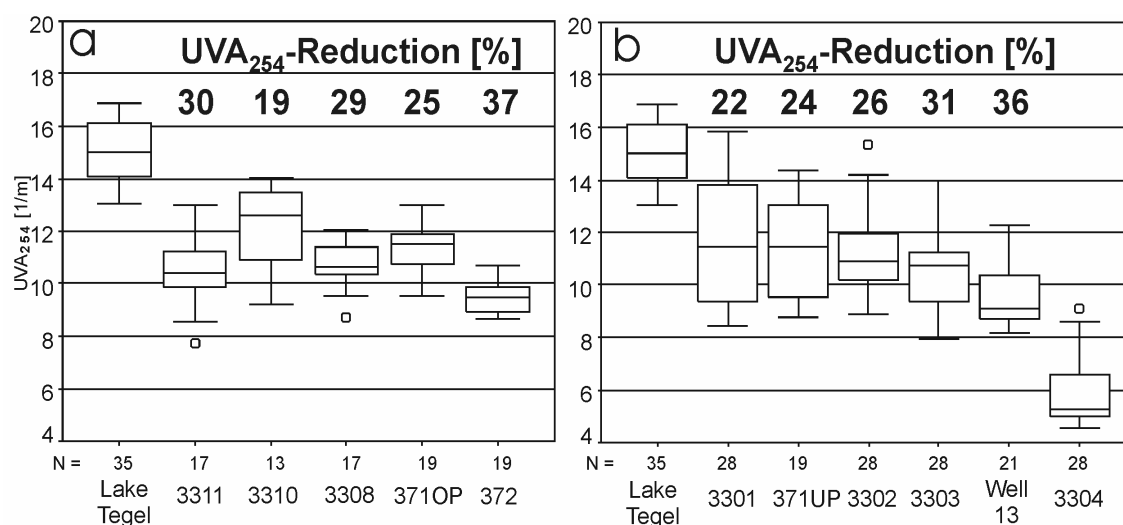 a
UVA254-Reduction [%]
30 19 29 25 37
UVA254 [1/m]
20
18
16
14
12
10
8
6
4
N = 35 17 13 17 19 19
Lake Tegel 3311 3310 3308 371OP 372
b
UVA254-Reduction [%]
22 24 26 31 36
20
18
16
14
12
10
8
6
4
N = 35 28 19 28 28 21 28
Lake Tegel 3301 371UP 3302 3303 Well 13 3304